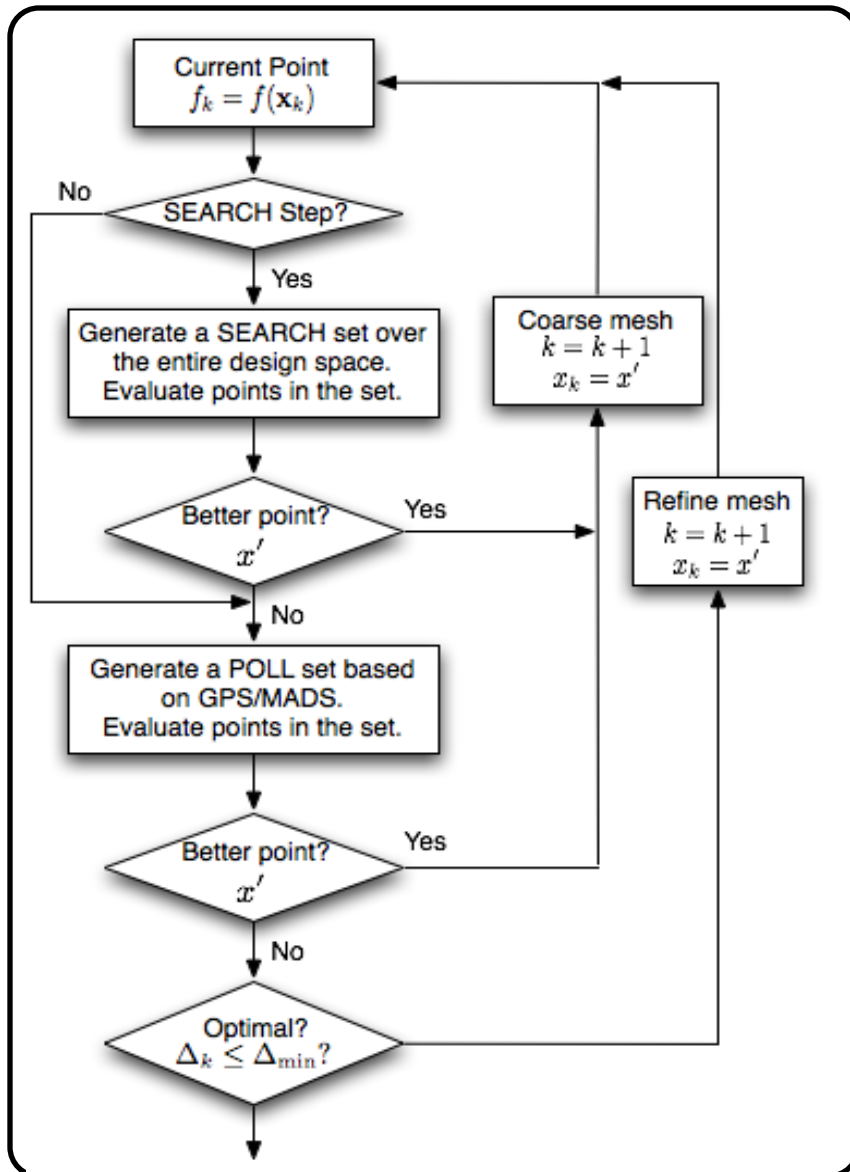 Current Point
f_k = f(x_k)
No
SEARCH Step?
Yes
Generate a SEARCH set over
the entire design space.
Evaluate points in the set.
Coarse mesh
k = k + 1
x_k = x′
Better point?
x′
Yes
Refine mesh
k = k + 1
x_k = x′
No
Generate a POLL set based
on GPS/MADS.
Evaluate points in the set.
Better point?
x′
Yes
No
Optimal?
Δ_k ≤ Δ_min?